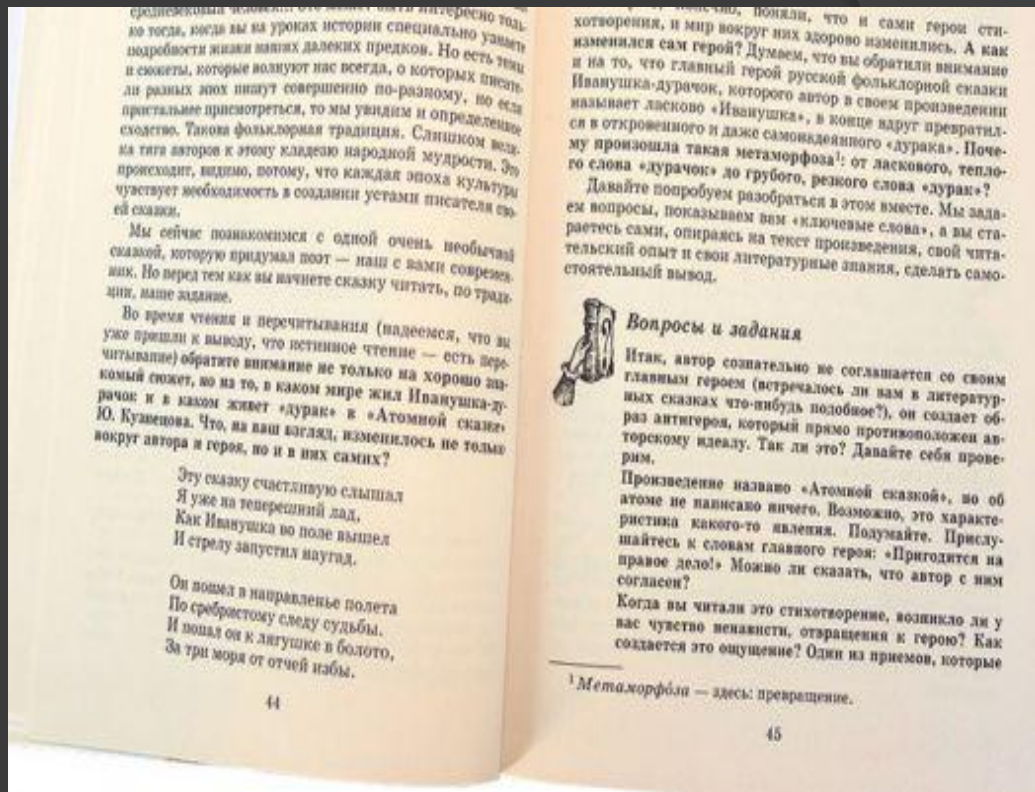 средневековый человек... Это может быть интересно толь-
ко тогда, когда вы на уроках истории специально узнаете
подробности жизни наших далеких предков. Но есть темы
и сюжеты, которые волнуют нас всегда, о которых писате-
ли разных эпох пишут совершенно по-разному, но если
пристальнее присмотреться, то мы увидим и определенное
сходство. Такова фольклорная традиция. Слишком вели-
ка тяга авторов к этому кладезю народной мудрости. Это
происходит, видимо, потому, что каждая эпоха культуры
чувствует необходимость в создании устами писателя сво-
ей сказки.
Мы сейчас познакомимся с одной очень необычной
сказкой, которую придумал поэт — наш с вами современ-
ник. Но перед тем как вы начнете сказку читать, по тради-
ции, наше задание.
Во время чтения и перечитывания (надеемся, что вы
уже пришли к выводу, что истинное чтение — есть пере-
читывание) обратите внимание не только на хорошо зна-
комый сюжет, но на то, в каком мире жил Иванушка-ду-
рачок и в каком живет «дурак» в «Атомной сказке»
Ю. Кузнецова. Что, на ваш взгляд, изменилось не только
вокруг автора и героя, но и в них самих?
Эту сказку счастливую слышал
Я уже на теперешний лад,
Как Иванушка во поле вышел
И стрелу запустил наугад.
Он пошел в направленье полета
По сребристому следу судьбы.
И попал он к лягушке в болото,
За три моря от отчей избы.
44
конечно, поняли, что и сами герои сти-
хотворения, и мир вокруг них здорово изменились. А как
изменился сам герой? Думаем, что вы обратили внимание
и на то, что главный герой русской фольклорной сказки
Иванушка-дурачок, которого автор в своем произведении
называет ласково «Иванушка», в конце вдруг превратил-
ся в откровенного и даже самонадеянного «дурака». Поче-
му произошла такая метаморфоза¹: от ласкового, тепло-
го слова «дурачок» до грубого, резкого слова «дурак»?
Давайте попробуем разобраться в этом вместе. Мы зада-
ем вопросы, показываем вам «ключевые слова», а вы ста-
раетесь сами, опираясь на текст произведения, свой чита-
тельский опыт и свои литературные знания, сделать само-
стоятельный вывод.
Вопросы и задания
Итак, автор сознательно не соглашается со своим
главным героем (встречалось ли вам в литератур-
ных сказках что-нибудь подобное?), он создает об-
раз антигероя, который прямо противоположен ав-
торскому идеалу. Так ли это? Давайте себя прове-
рим.
Произведение названо «Атомной сказкой», но об
атоме не написано ничего. Возможно, это характе-
ристика какого-то явления. Подумайте. Прислу-
шайтесь к словам главного героя: «Пригодится на
правое дело!» Можно ли сказать, что автор с ним
согласен?
Когда вы читали это стихотворение, возникло ли у
вас чувство ненависти, отвращения к герою? Как
создается это ощущение? Один из приемов, которые
¹ Метаморфо́за — здесь: превращение.
45